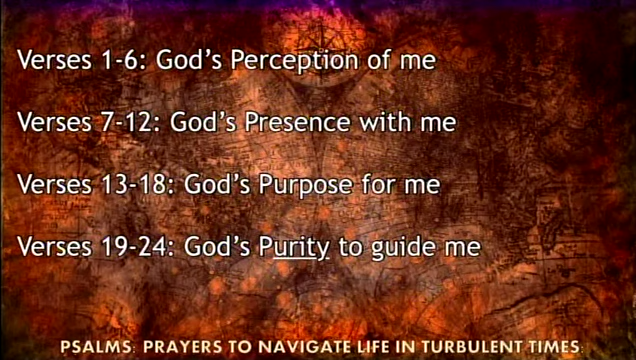 Verses 1-6: God's Perception of me
Verses 7-12: God's Presence with me
Verses 13-18: God's Purpose for me
Verses 19-24: God's Purity to guide me
PSALMS: PRAYERS TO NAVIGATE LIFE IN TURBULENT TIMES